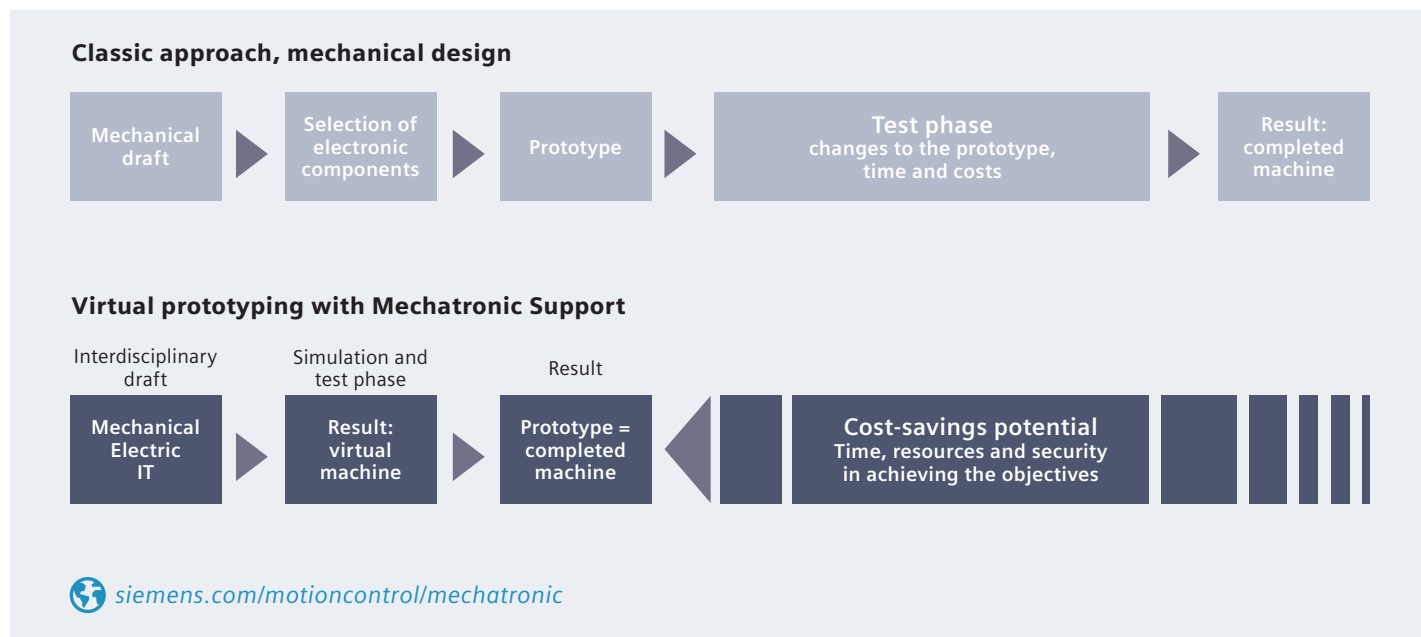 Classic approach, mechanical design
Mechanical
draft
Selection of
electronic
components
Prototype
Test phase
changes to the prototype,
time and costs
Result:
completed
machine
Virtual prototyping with Mechatronic Support
Interdisciplinary
draft
Simulation and
test phase
Result
Mechanical
Electric
IT
Result:
virtual
machine
Prototype =
completed
machine
Cost-savings potential
Time, resources and security
in achieving the objectives
siemens.com/motioncontrol/mechatronic